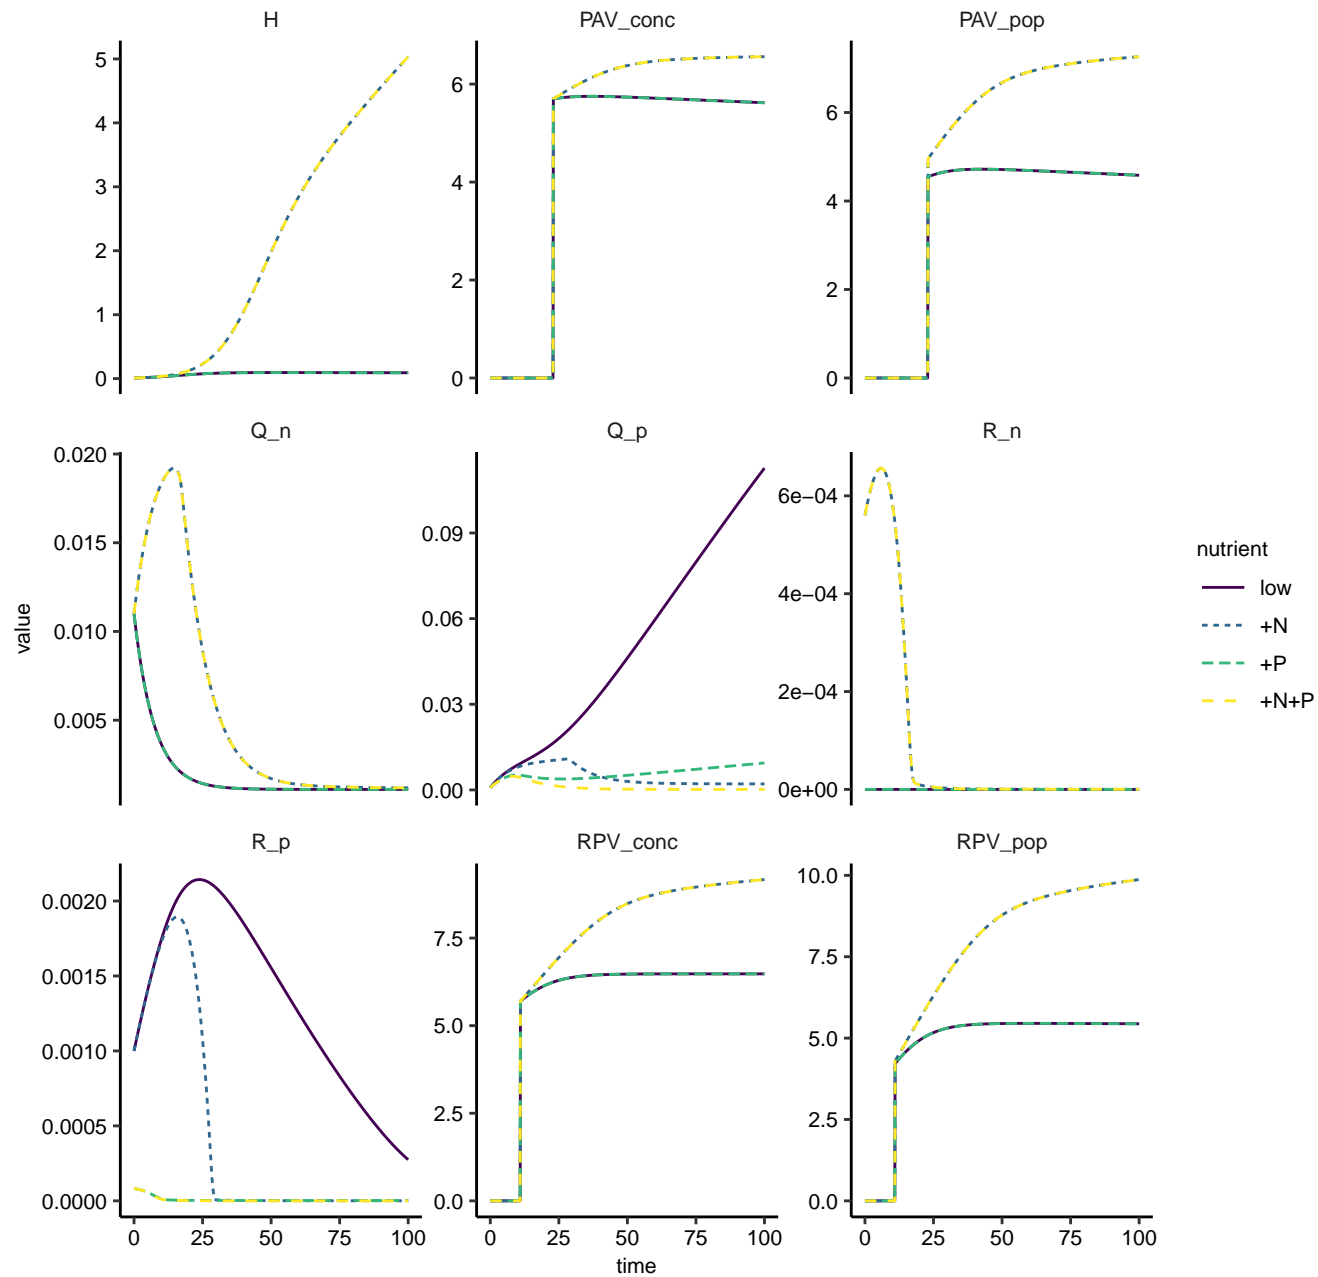 H
PAV_conc
PAV_pop
5
4
3
2
1
0
6
4
2
0
6
4
2
0
Q_n
Q_p
R_n
0.020
0.015
0.010
0.005
0.09
0.06
0.03
0.00
6e−04
4e−04
2e−04
0e+00
R_p
RPV_conc
RPV_pop
0.0020
0.0015
0.0010
0.0005
0.0000
7.5
5.0
2.5
0.0
10.0
7.5
5.0
2.5
0.0
0 25 50 75 100
0 25 50 75 100
0 25 50 75 100
time
value
nutrient
low
+N
+P
+N+P